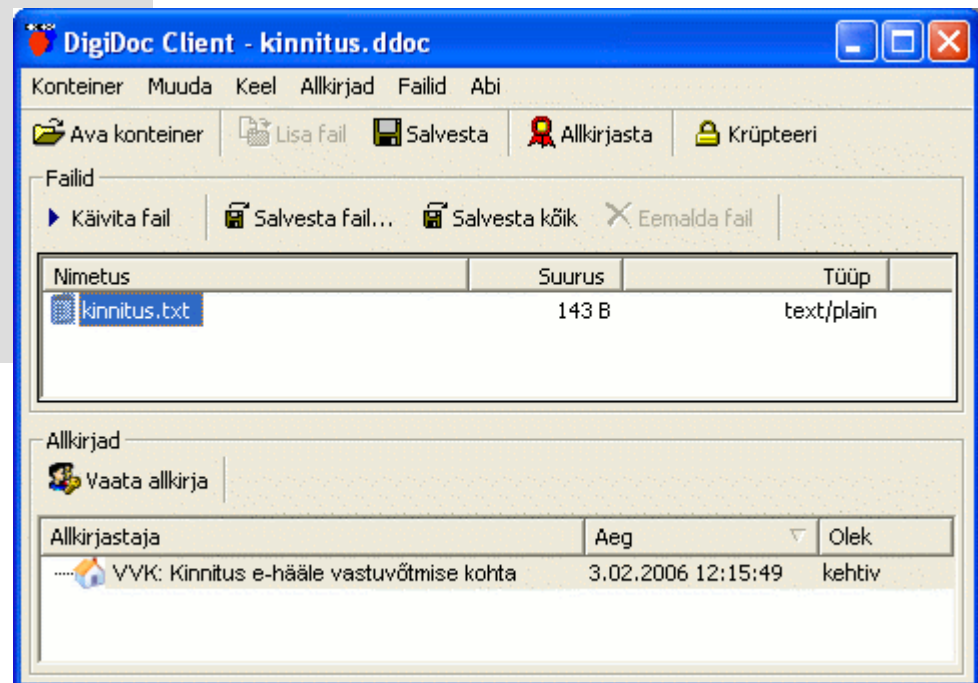 DigiDoc Client - kinnitus.ddoc
Konteiner Muuda Keel Allkirjad Failid Abi
Ava konteiner Lisa fail Salvesta Allkirjasta Krüpteeri
Failid
Käivita fail Salvesta fail... Salvesta kõik Eemalda fail
Nimetus Suurus Tüüp
kinnitus.txt 143 B text/plain
Allkirjad
Vaata allkirja
Allkirjastaja Aeg Olek
VVK: Kinnitus e-hääle vastuvõtmise kohta 3.02.2006 12:15:49 kehtiv